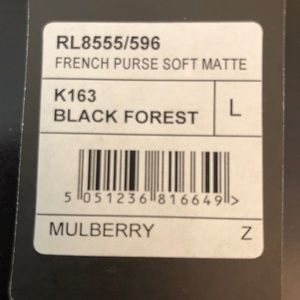 RL8555/596
FRENCH PURSE SOFT MATTE
K163
BLACK FOREST
L
5 051236 816649 >
MULBERRY Z